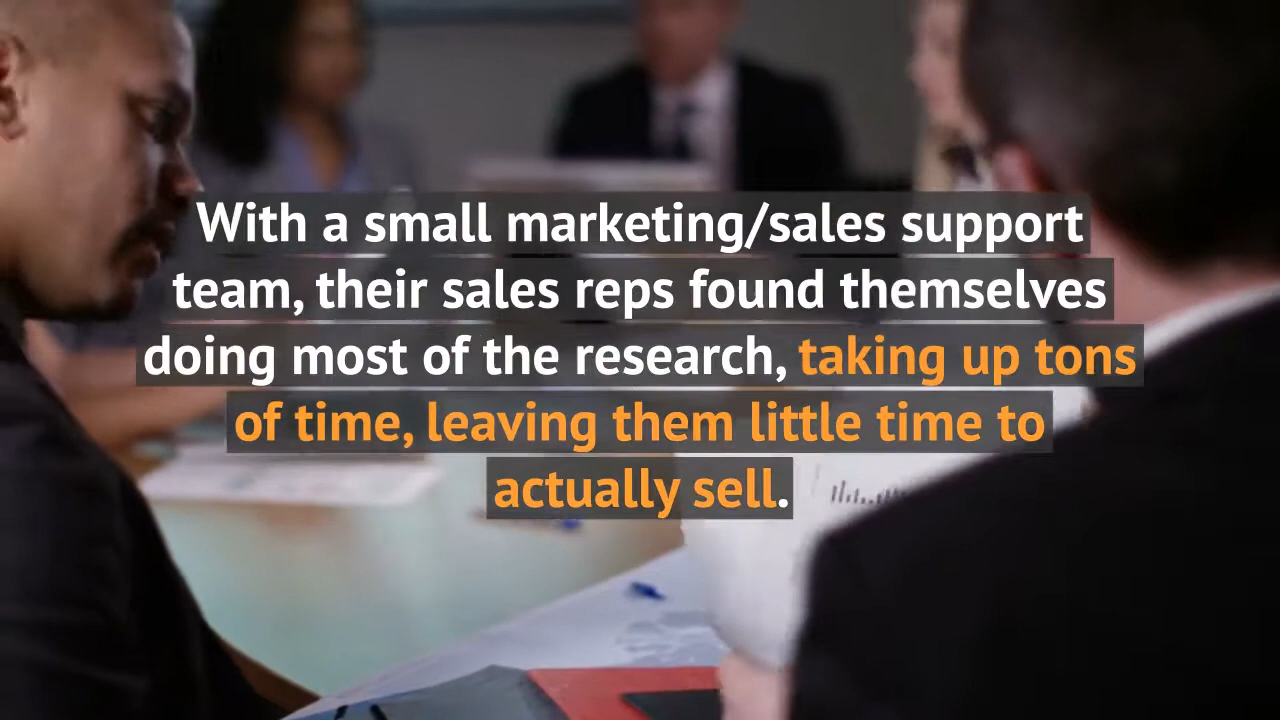 With a small marketing/sales support
team, their sales reps found themselves
doing most of the research, taking up tons
of time, leaving them little time to
actually sell.